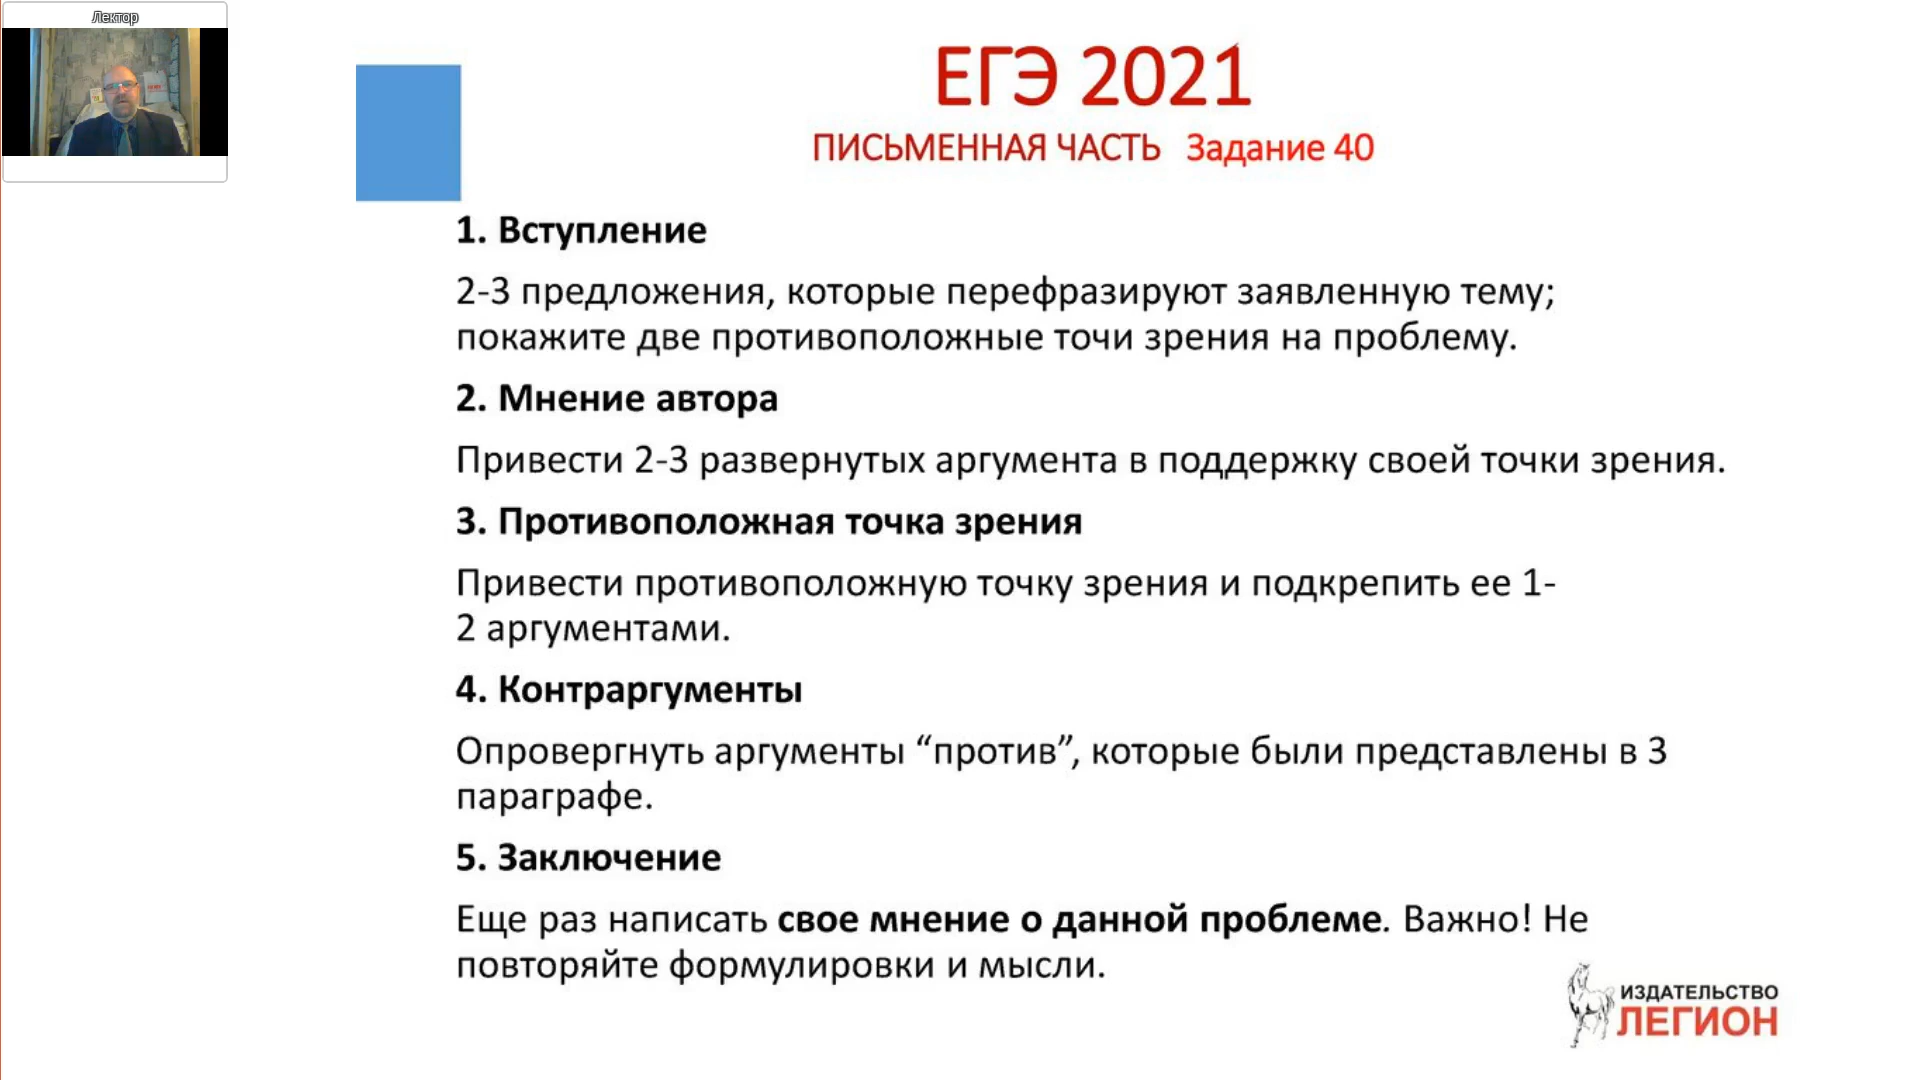 Лектор
ЕГЭ 2021
ПИСЬМЕННАЯ ЧАСТЬ Задание 40
1. Вступление
2-3 предложения, которые перефразируют заявленную тему;
покажите две противоположные точи зрения на проблему.
2. Мнение автора
Привести 2-3 развернутых аргумента в поддержку своей точки зрения.
3. Противоположная точка зрения
Привести противоположную точку зрения и подкрепить ее 1-
2 аргументами.
4. Контраргументы
Опровергнуть аргументы “против”, которые были представлены в 3
параграфе.
5. Заключение
Еще раз написать свое мнение о данной проблеме. Важно! Не
повторяйте формулировки и мысли.
ИЗДАТЕЛЬСТВО
ЛЕГИОН